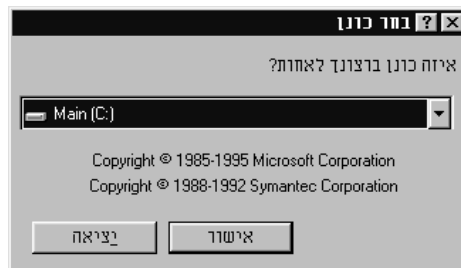 בחר כונן
איזה כונן ברצונך לאחות?
Main (C:)
Copyright © 1985-1995 Microsoft Corporation
Copyright © 1988-1992 Symantec Corporation
אישור
יציאה